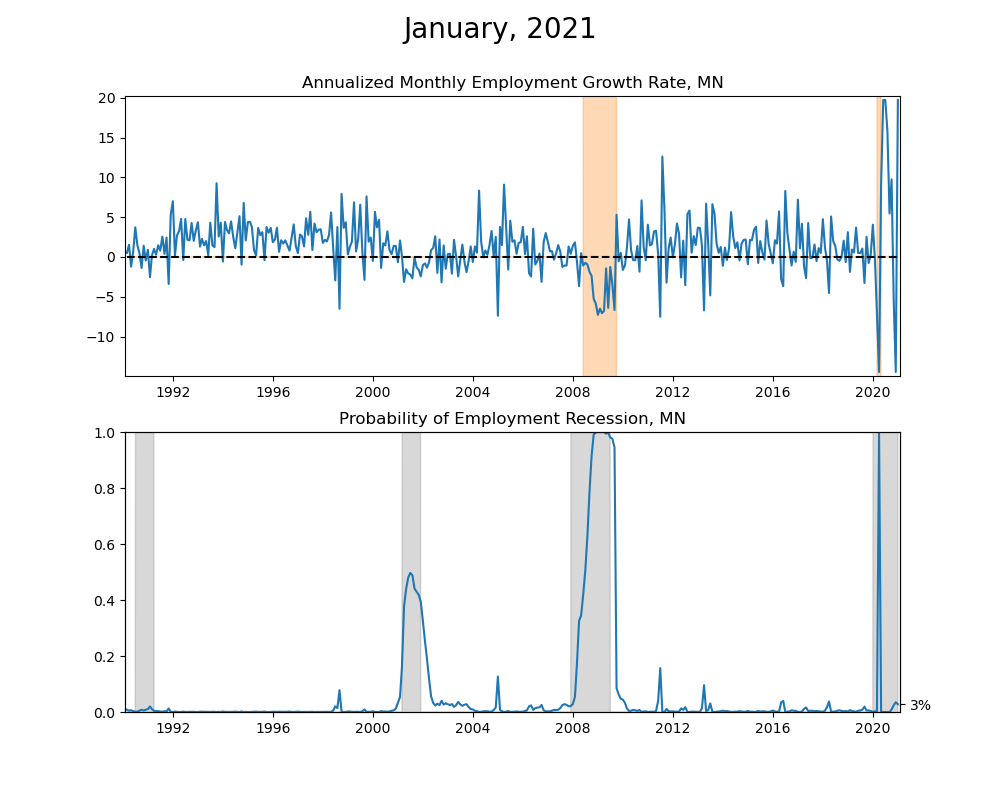 January, 2021
Annualized Monthly Employment Growth Rate, MN
20
15
10
5
0
−5
−10
1992 1996 2000 2004 2008 2012 2016 2020
Probability of Employment Recession, MN
1.0
0.8
0.6
0.4
0.2
0.0
3%
1992 1996 2000 2004 2008 2012 2016 2020